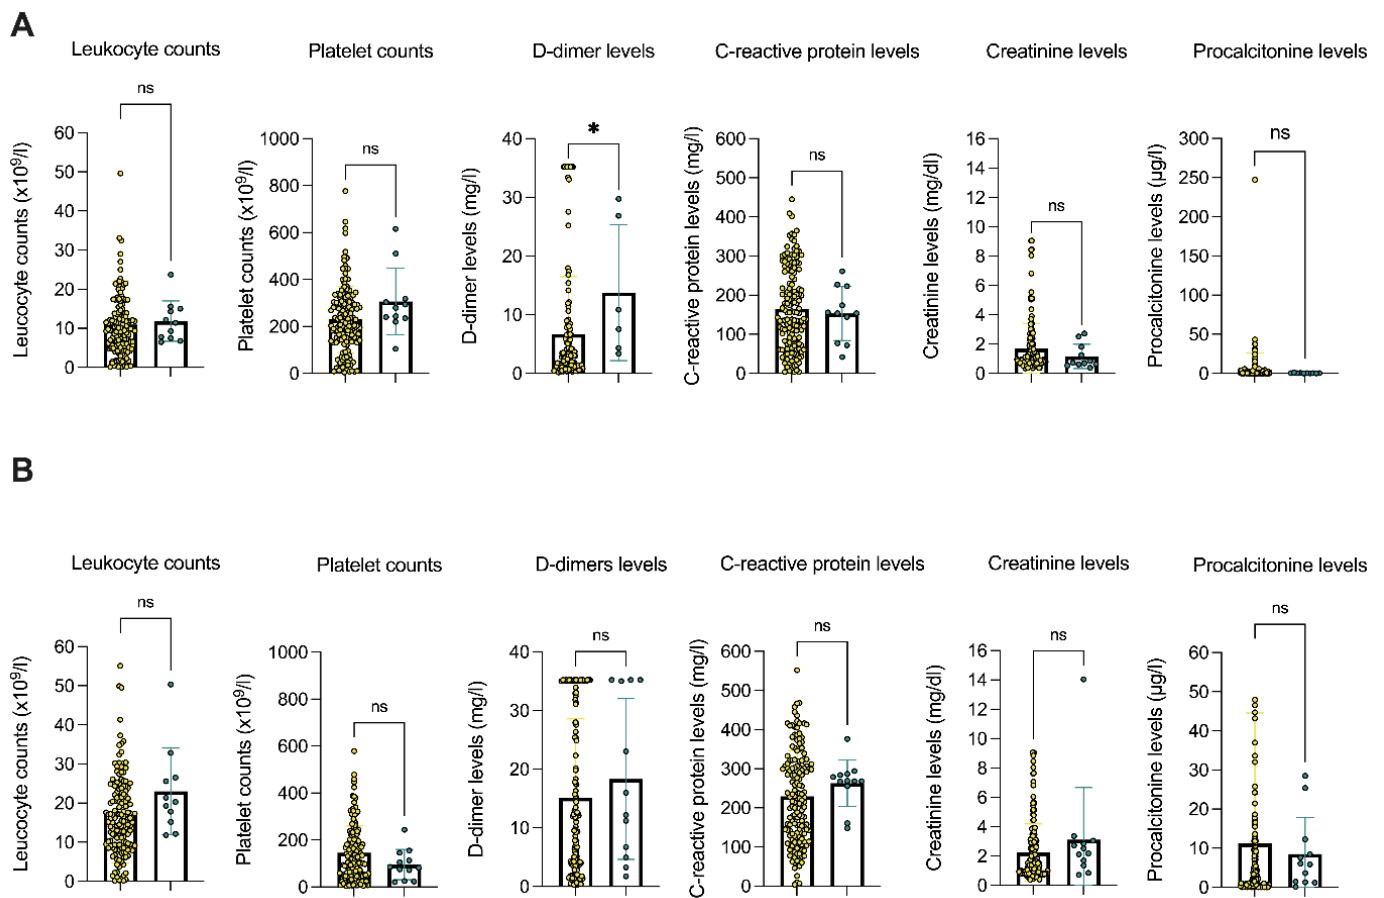 A
Leukocyte counts
Platelet counts
D-dimer levels
C-reactive protein levels
Creatinine levels
Procalcitonine levels
ns
ns
*
ns
ns
ns
Leucocyte counts (x10⁹/l)
60
50
40
30
20
10
0
Platelet counts (x10⁹/l)
1000
800
600
400
200
0
D-dimer levels (mg/l)
40
30
20
10
0
C-reactive protein levels (mg/l)
600
500
400
300
200
100
0
Creatinine levels (mg/dl)
16
14
12
10
8
6
4
2
0
Procalcitonine levels (µg/l)
300
250
200
150
100
50
0
B
Leukocyte counts
Platelet counts
D-dimers levels
C-reactive protein levels
Creatinine levels
Procalcitonine levels
ns
ns
ns
ns
ns
ns
Leucocyte counts (x10⁹/l)
60
50
40
30
20
10
0
Platelet counts (x10⁹/l)
1000
800
600
400
200
0
D-dimer levels (mg/l)
40
30
20
10
0
C-reactive protein levels (mg/l)
600
500
400
300
200
100
0
Creatinine levels (mg/dl)
16
14
12
10
8
6
4
2
0
Procalcitonine levels (µg/l)
60
50
40
30
20
10
0